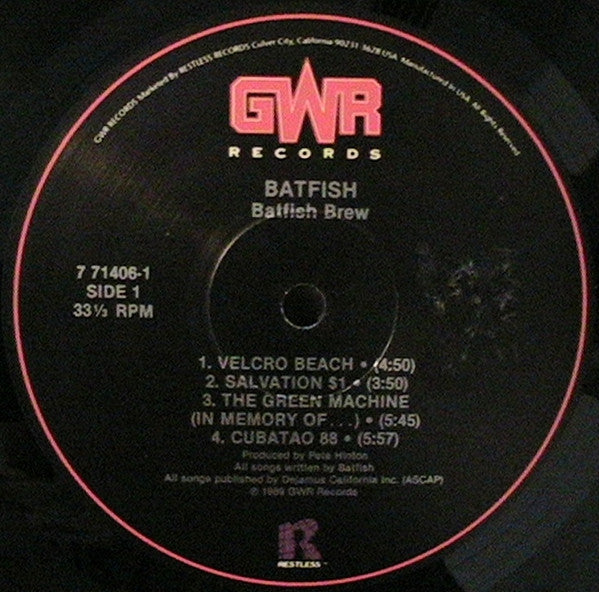 GWR RECORDS Marketed By RESTLESS RECORDS Culver City, California 90231-3628 USA. Manufactured in USA. All Rights Reserved.
GWR
RECORDS
BATFISH
Batfish Brew
7 71406-1
SIDE 1
33⅓ RPM
1. VELCRO BEACH • (4:50)
2. SALVATION $1 • (3:50)
3. THE GREEN MACHINE
(IN MEMORY OF...) • (5:45)
4. CUBATAO 88 • (5:57)
Produced by Pete Hinton
All songs written by Batfish
All songs published by Dejamus California Inc. (ASCAP)
℗ 1989 GWR Records
R
RESTLESS™